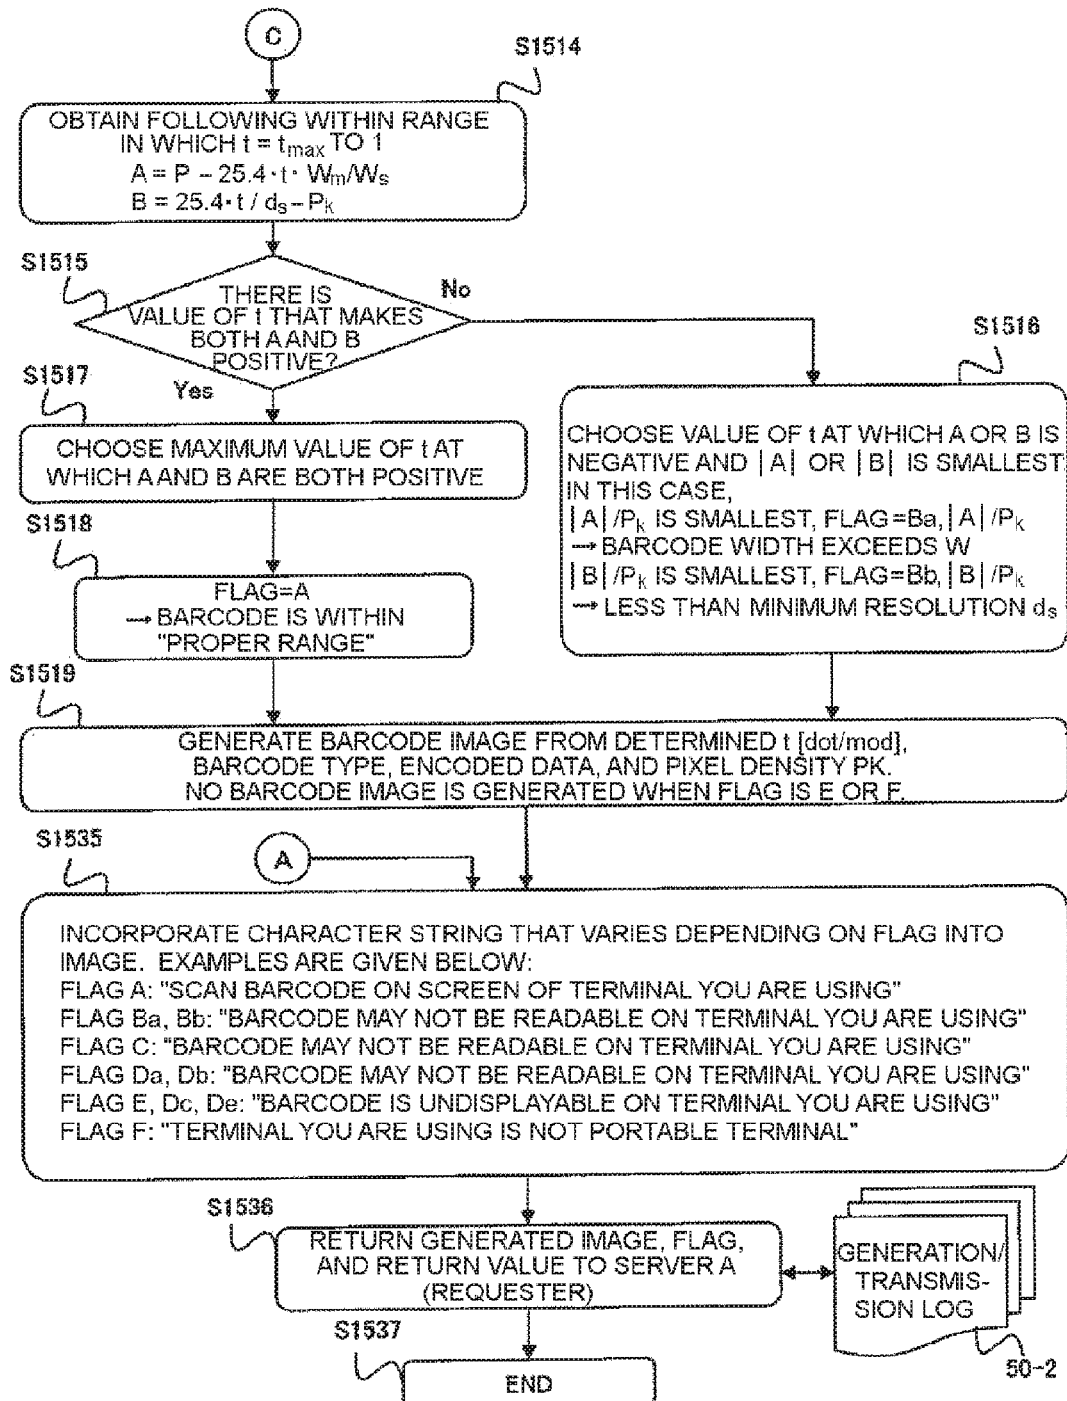 C
S1514
OBTAIN FOLLOWING WITHIN RANGE
IN WHICH t = tmax TO 1
A = P − 25.4・t・ Wm/Ws
B = 25.4・t / ds − Pk
S1515
THERE IS
VALUE OF t THAT MAKES
BOTH A AND B
POSITIVE?
No
Yes
S1516
CHOOSE VALUE OF t AT WHICH A OR B IS
NEGATIVE AND |A| OR |B| IS SMALLEST
IN THIS CASE,
|A|/Pk IS SMALLEST, FLAG=Ba,|A|/Pk
→ BARCODE WIDTH EXCEEDS W
|B|/Pk IS SMALLEST, FLAG=Bb,|B|/Pk
→ LESS THAN MINIMUM RESOLUTION ds
S1517
CHOOSE MAXIMUM VALUE OF t AT
WHICH A AND B ARE BOTH POSITIVE
S1518
FLAG=A
→ BARCODE IS WITHIN
"PROPER RANGE"
S1519
GENERATE BARCODE IMAGE FROM DETERMINED t [dot/mod],
BARCODE TYPE, ENCODED DATA, AND PIXEL DENSITY PK.
NO BARCODE IMAGE IS GENERATED WHEN FLAG IS E OR F.
S1535
A
INCORPORATE CHARACTER STRING THAT VARIES DEPENDING ON FLAG INTO
IMAGE. EXAMPLES ARE GIVEN BELOW:
FLAG A: "SCAN BARCODE ON SCREEN OF TERMINAL YOU ARE USING"
FLAG Ba, Bb: "BARCODE MAY NOT BE READABLE ON TERMINAL YOU ARE USING"
FLAG C: "BARCODE MAY NOT BE READABLE ON TERMINAL YOU ARE USING"
FLAG Da, Db: "BARCODE MAY NOT BE READABLE ON TERMINAL YOU ARE USING"
FLAG E, Dc, De: "BARCODE IS UNDISPLAYABLE ON TERMINAL YOU ARE USING"
FLAG F: "TERMINAL YOU ARE USING IS NOT PORTABLE TERMINAL"
S1536
RETURN GENERATED IMAGE, FLAG,
AND RETURN VALUE TO SERVER A
(REQUESTER)
GENERATION/
TRANSMIS-
SION LOG
50-2
S1537
END